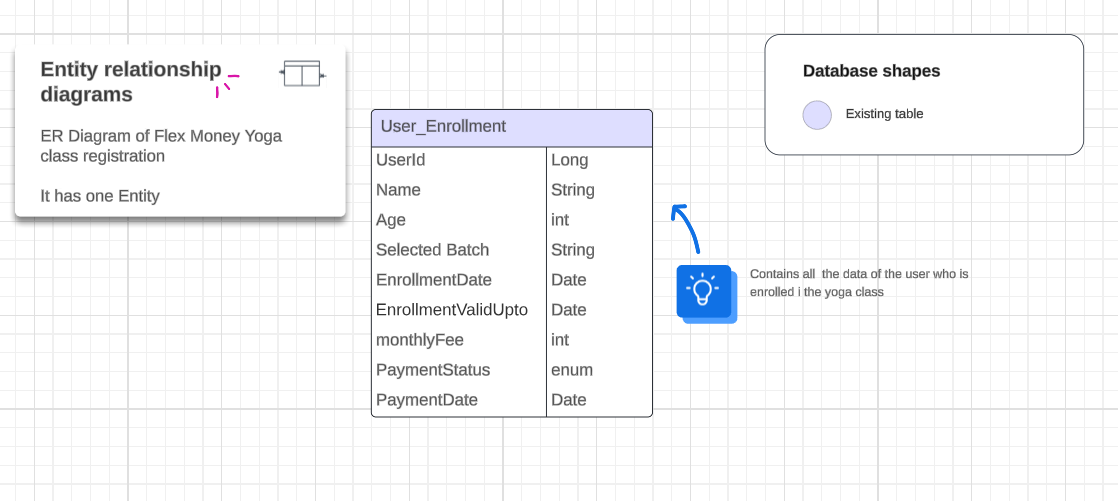 Entity relationship
diagrams
ER Diagram of Flex Money Yoga
class registration
It has one Entity
User_Enrollment
UserId Long
Name String
Age int
Selected Batch String
EnrollmentDate Date
EnrollmentValidUpto Date
monthlyFee int
PaymentStatus enum
PaymentDate Date
Database shapes
Existing table
Contains all  the data of the user who is
enrolled i the yoga class